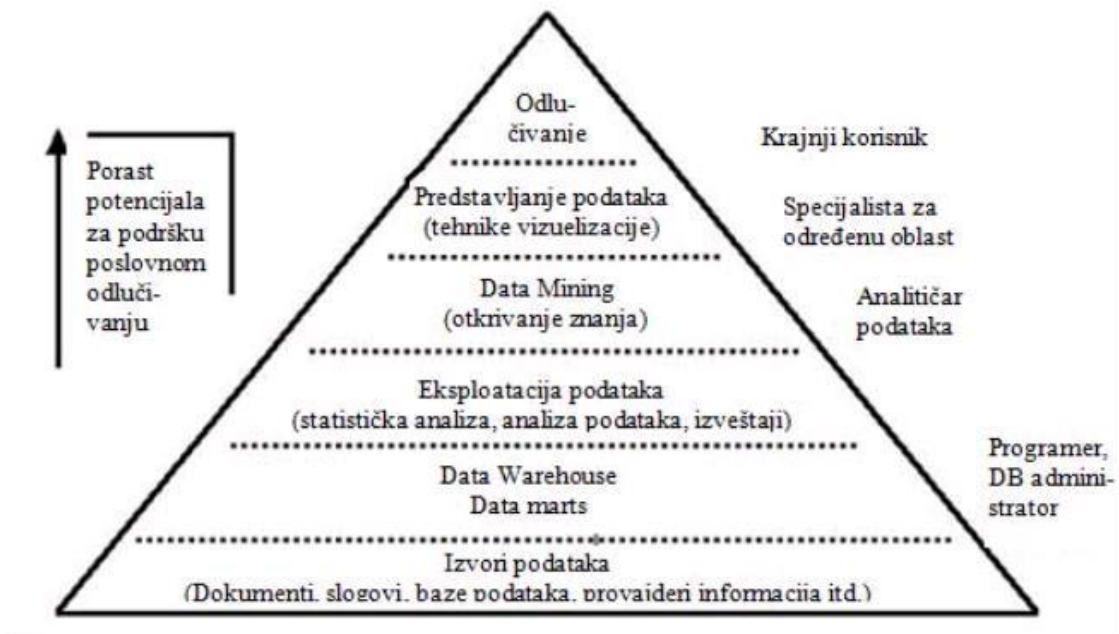 Odlu-
čivanje
Krajnji korisnik
Porast
potencijala
za podršku
poslovnom
odluči-
vanju
Predstavljanje podataka
(tehnike vizuelizacije)
Specijalista za
određenu oblast
Data Mining
(otkrivanje znanja)
Analitičar
podataka
Eksploatacija podataka
(statistička analiza, analiza podataka, izveštaji)
Programer,
DB admini-
strator
Data Warehouse
Data marts
Izvori podataka
(Dokumenti, slogovi, baze podataka, provajderi informacija itd.)